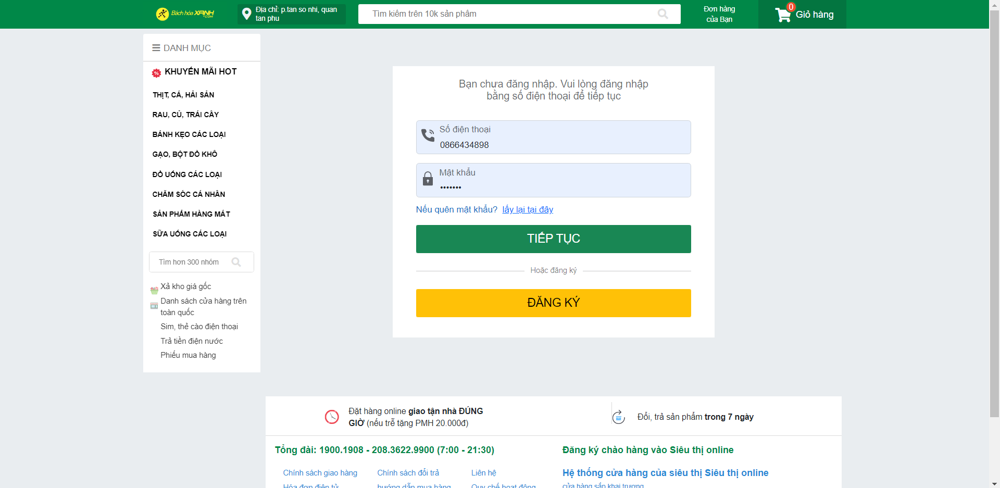 Bách hóa XANH
.COM
Địa chỉ: p.tan so nhi, quan
tan phu
Tìm kiếm trên 10k sản phẩm
Đơn hàng
của Bạn
0
Giỏ hàng
DANH MỤC
KHUYẾN MÃI HOT
THỊT, CÁ, HẢI SẢN
RAU, CỦ, TRÁI CÂY
BÁNH KẸO CÁC LOẠI
GẠO, BỘT ĐỒ KHÔ
ĐỒ UỐNG CÁC LOẠI
CHĂM SÓC CÁ NHÂN
SẢN PHẨM HÀNG MÁT
SỮA UỐNG CÁC LOẠI
Tìm hơn 300 nhóm
Xả kho giá gốc
Danh sách cửa hàng trên
toàn quốc
Sim, thẻ cào điện thoại
Trả tiền điện nước
Phiếu mua hàng
Bạn chưa đăng nhập. Vui lòng đăng nhập
bằng số điện thoại để tiếp tục
Số điện thoại
0866434898
Mật khẩu
•••••••
Nếu quên mật khẩu? lấy lại tại đây
TIẾP TỤC
Hoặc đăng ký
ĐĂNG KÝ
Đặt hàng online giao tận nhà ĐÚNG
GIỜ (nếu trễ tặng PMH 20.000đ)
Đổi, trả sản phẩm trong 7 ngày
Tổng đài: 1900.1908 - 208.3622.9900 (7:00 - 21:30)
Đăng ký chào hàng vào Siêu thị online
Chính sách giao hàng
Chính sách đổi trả
Liên hệ
Hệ thống cửa hàng của siêu thị Siêu thị online
Hóa đơn điện tử
hướng dẫn mua hàng
Quy chế hoạt động
cửa hàng sắp khai trương